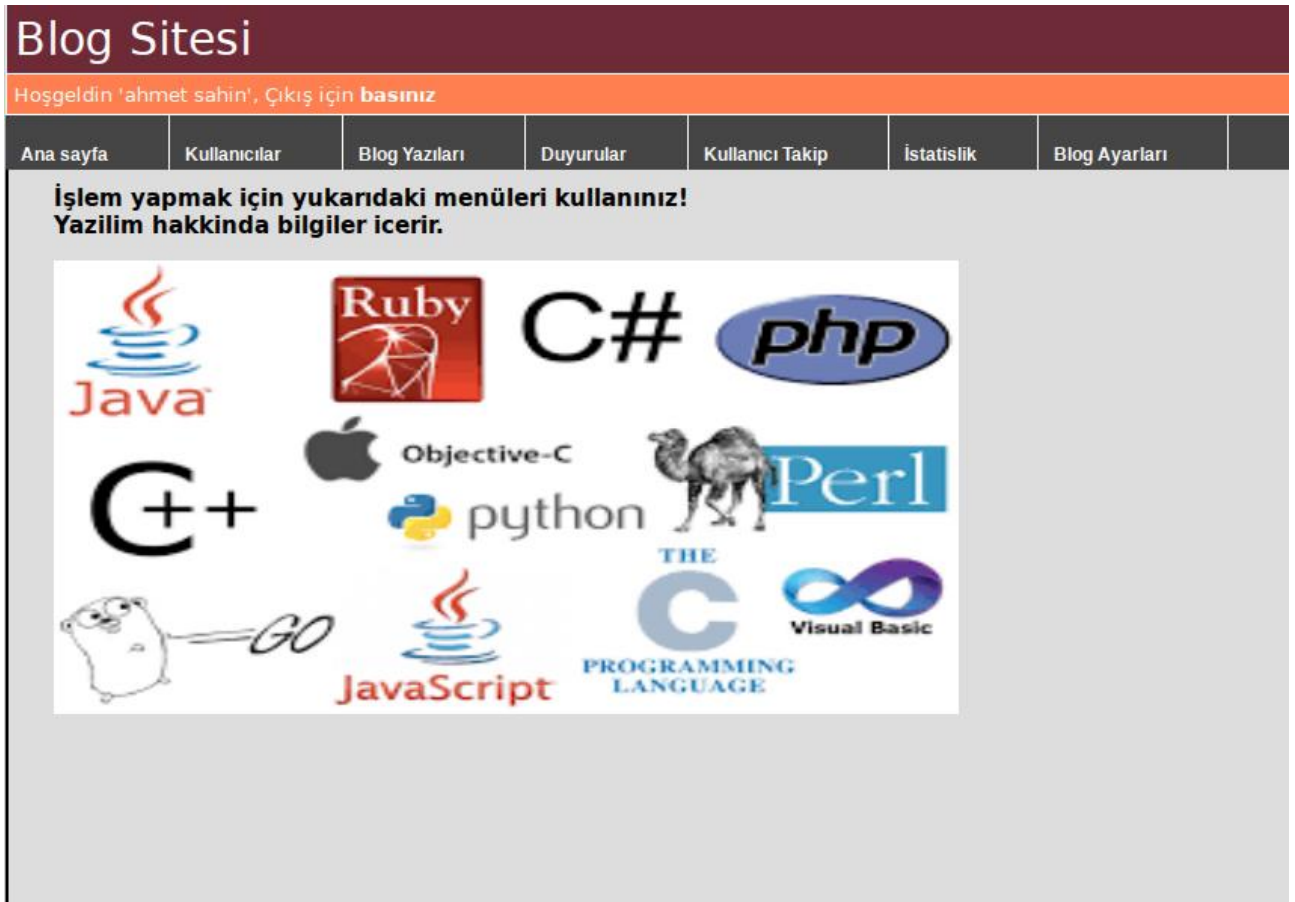 Blog Sitesi
Hoşgeldin 'ahmet sahin', Çıkış için basınız
Ana sayfa Kullanıcılar Blog Yazıları Duyurular Kullanıcı Takip İstatislik Blog Ayarları
İşlem yapmak için yukarıdaki menüleri kullanınız!
Yazilim hakkinda bilgiler icerir.
Java
Ruby
C#
php
C++
Objective-C
python
Perl
GO
JavaScript
THE
C
PROGRAMMING
LANGUAGE
Visual Basic